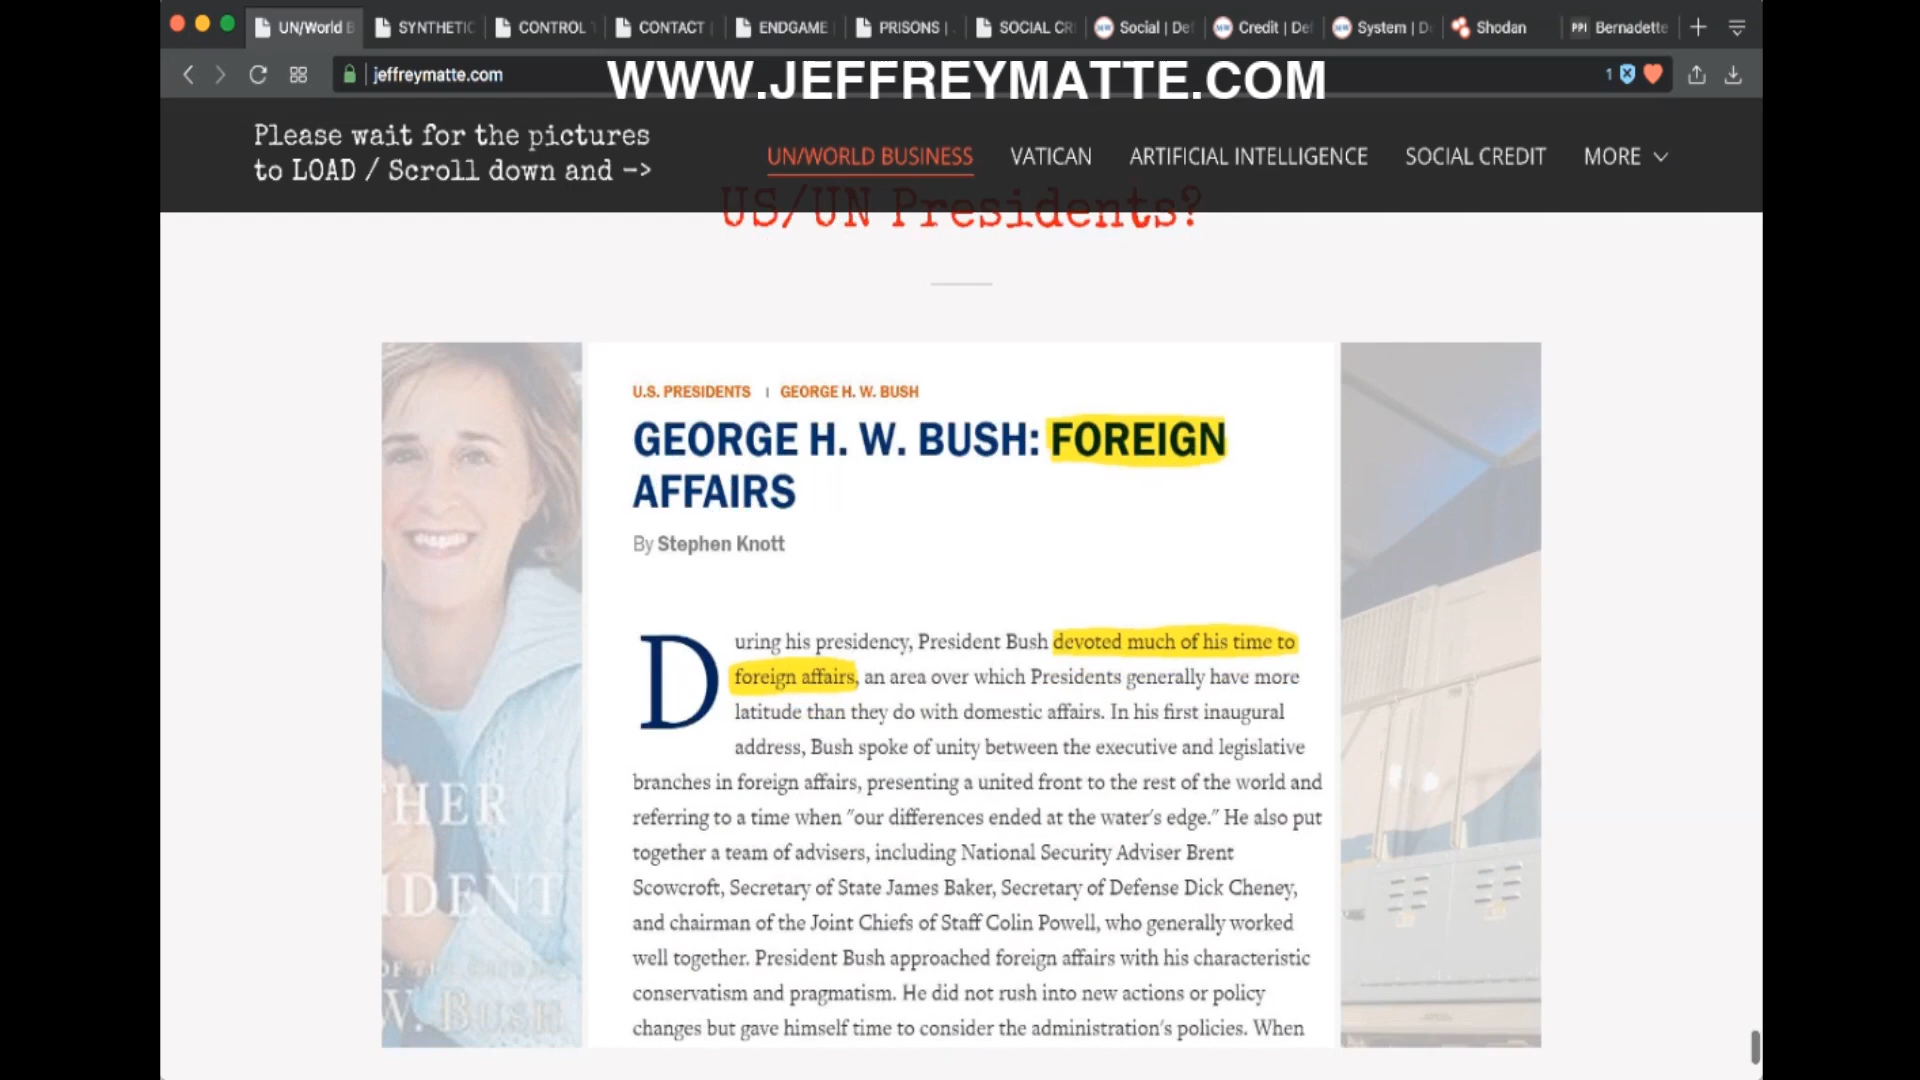 UN/World B
SYNTHETIC
CONTROL
CONTACT
ENDGAME
PRISONS |
SOCIAL CR
Social | Def
Credit | De
System | D
Shodan
PPI Bernadette
jeffreymatte.com
WWW.JEFFREYMATTE.COM
1
Please wait for the pictures
to LOAD / Scroll down and —>
UN/WORLD BUSINESS
VATICAN
ARTIFICIAL INTELLIGENCE
SOCIAL CREDIT
MORE
US/UN Presidents?
U.S. PRESIDENTS | GEORGE H. W. BUSH
GEORGE H. W. BUSH: FOREIGN
AFFAIRS
By Stephen Knott
During his presidency, President Bush devoted much of his time to
foreign affairs, an area over which Presidents generally have more
latitude than they do with domestic affairs. In his first inaugural
address, Bush spoke of unity between the executive and legislative
branches in foreign affairs, presenting a united front to the rest of the world and
referring to a time when "our differences ended at the water's edge." He also put
together a team of advisers, including National Security Adviser Brent
Scowcroft, Secretary of State James Baker, Secretary of Defense Dick Cheney,
and chairman of the Joint Chiefs of Staff Colin Powell, who generally worked
well together. President Bush approached foreign affairs with his characteristic
conservatism and pragmatism. He did not rush into new actions or policy
changes but gave himself time to consider the administration's policies. When
THER
IDENT
W. BUSH